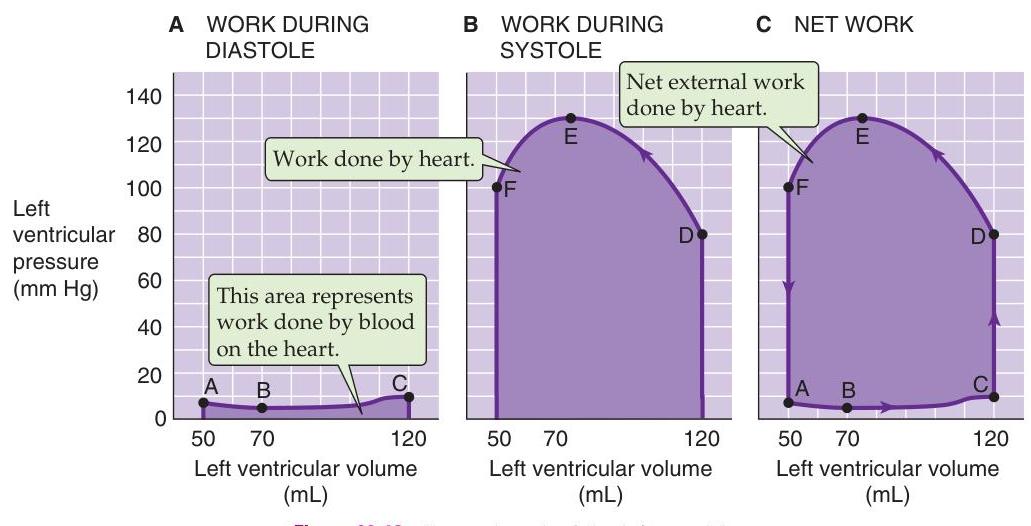 A WORK DURING
DIASTOLE
B WORK DURING
SYSTOLE
C NET WORK
Left
ventricular
pressure
(mm Hg)
140
120
100
80
60
40
20
0
This area represents
work done by blood
on the heart.
A
B
C
50
70
120
Left ventricular volume
(mL)
Work done by heart.
E
F
D
50
70
120
Left ventricular volume
(mL)
Net external work
done by heart.
E
F
D
A
B
C
50
70
120
Left ventricular volume
(mL)